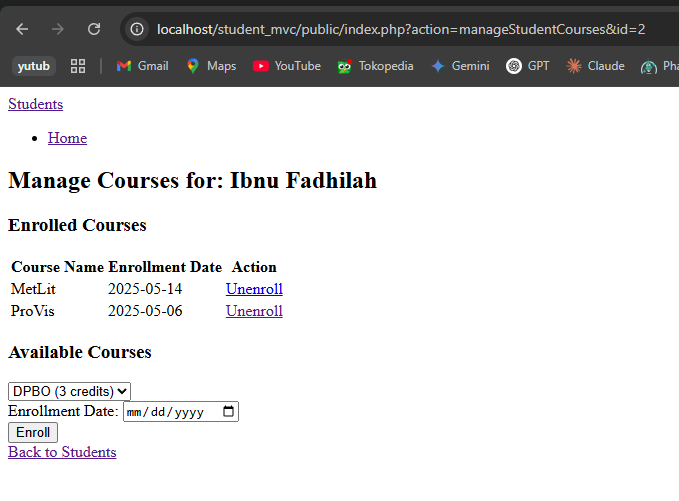 localhost/student_mvc/public/index.php?action=manageStudentCourses&id=2
yutub Gmail Maps YouTube Tokopedia Gemini GPT Claude Pha
Students
Home
Manage Courses for: Ibnu Fadhilah
Enrolled Courses
Course Name Enrollment Date Action
MetLit 2025-05-14 Unenroll
ProVis 2025-05-06 Unenroll
Available Courses
DPBO (3 credits)
Enrollment Date: mm/dd/yyyy
Enroll
Back to Students